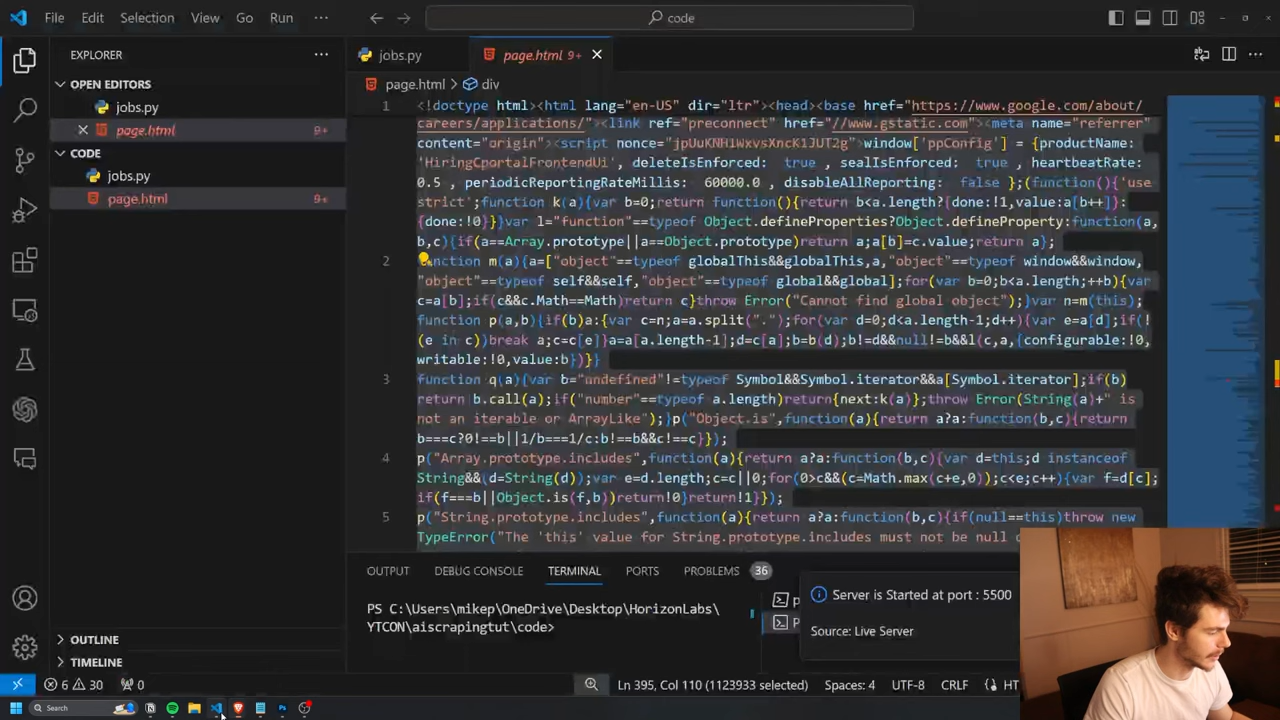 File Edit Selection View Go Run ··· code
EXPLORER ···
OPEN EDITORS
jobs.py
page.html 9+
CODE
jobs.py
page.html 9+
OUTLINE
TIMELINE
jobs.py page.html 9+
page.html > div
1 <!doctype html><html lang="en-US" dir="ltr"><head><base href="https://www.google.com/about/
careers/applications/"><link ref="preconnect" href="//www.gstatic.com"><meta name="referrer"
content="origin"><script nonce="jpUuKNH1WxvsXncK1JUT2g">window['ppConfig'] = {productName:
'HiringCportalFrontendUi', deleteIsEnforced: true , sealIsEnforced: true , heartbeatRate:
0.5 , periodicReportingRateMillis: 60000.0 , disableAllReporting: false };(function(){'use
strict';function k(a){var b=0;return function(){return b<a.length?{done:!1,value:a[b++]}:
{done:!0}}}var l="function"==typeof Object.defineProperties?Object.defineProperty:function(a,
b,c){if(a==Array.prototype||a==Object.prototype)return a;a[b]=c.value;return a};
2 function m(a){a=["object"==typeof globalThis&&globalThis,a,"object"==typeof window&&window,
"object"==typeof self&&self,"object"==typeof global&&global];for(var b=0;b<a.length;++b){var
c=a[b];if(c&&c.Math==Math)return c}throw Error("Cannot find global object");}var n=m(this);
function p(a,b){if(b)a:{var c=n;a=a.split(".");for(var d=0;d<a.length-1;d++){var e=a[d];if(!
(e in c))break a;c=c[e]}a=a[a.length-1];d=c[a];b=b(d);b!=d&&null!=b&&l(c,a,{configurable:!0,
writable:!0,value:b})}}
3 function q(a){var b="undefined"!=typeof Symbol&&Symbol.iterator&&a[Symbol.iterator];if(b)
return b.call(a);if("number"==typeof a.length)return{next:k(a)};throw Error(String(a)+" is
not an iterable or ArrayLike");}p("Object.is",function(a){return a?a:function(b,c){return
b===c?0!==b||1/b===1/c:b!==b&&c!==c}});
4 p("Array.prototype.includes",function(a){return a?a:function(b,c){var d=this;d instanceof
String&&(d=String(d));var e=d.length;c=c||0;for(0>c&&(c=Math.max(c+e,0));c<e;c++){var f=d[c];
if(f===b||Object.is(f,b))return!0}return!1}});
5 p("String.prototype.includes",function(a){return a?a:function(b,c){if(null==this)throw new
TypeError("The 'this' value for String.prototype.includes must not be null
OUTPUT DEBUG CONSOLE TERMINAL PORTS PROBLEMS 36
PS C:\Users\mikep\OneDrive\Desktop\HorizonLabs\
YTCON\aiscrapingtut\code>
Server is Started at port : 5500
Source: Live Server
6 30 0 Ln 395, Col 110 (1123933 selected) Spaces: 4 UTF-8 CRLF
Search